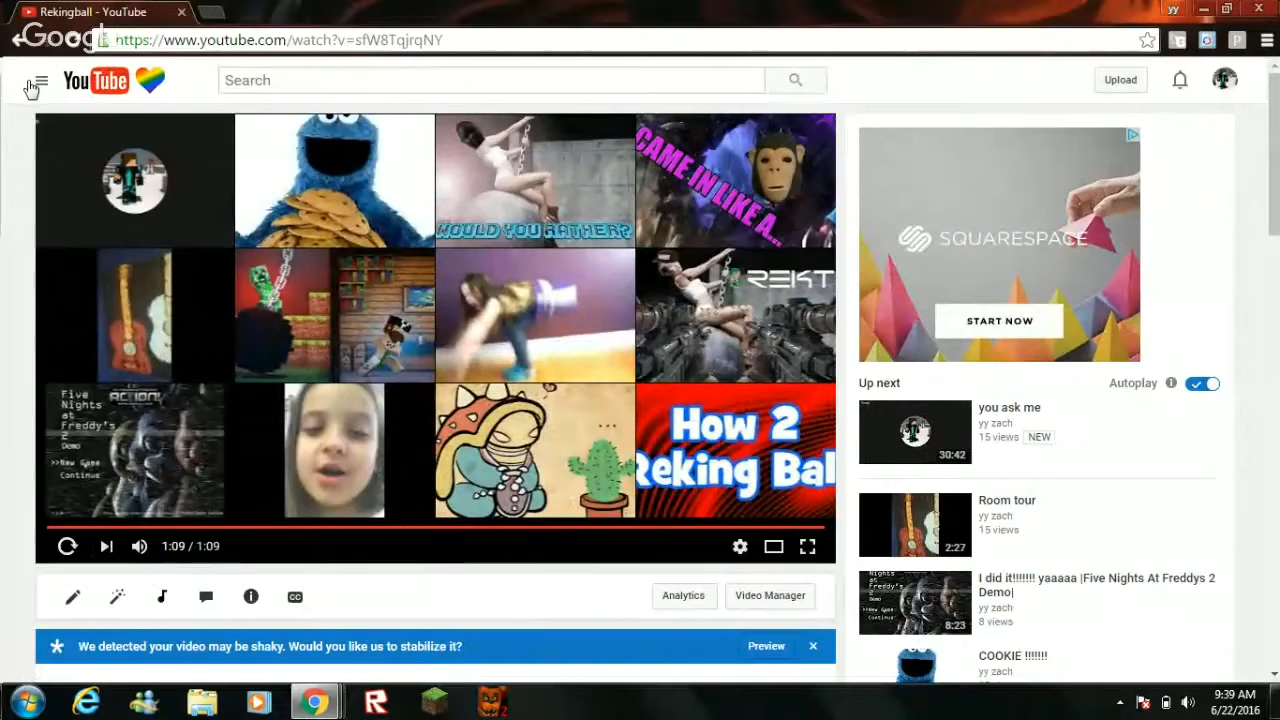 Rekingball - YouTube
yy
Goog
https://www.youtube.com/watch?v=sfW8TqjrqNY
YouTube
Search
Upload
WOULD YOU RATHER?
CAME IN LIKE A...
REKT
Five
Nights
at
Freddy's
2
Demo
ACTION!
>>New Game
Continue
...
How 2
Reking Bal
SQUARESPACE
START NOW
1:09 / 1:09
Analytics
Video Manager
We detected your video may be shaky. Would you like us to stabilize it?
Preview
Up next
Autoplay
you ask me
yy zach
15 views NEW
30:42
Room tour
yy zach
15 views
2:27
I did it!!!!!!! yaaaaa |Five Nights At Freddys 2
Demo|
yy zach
8 views
8:23
COOKIE !!!!!!!
9:39 AM
6/22/2016